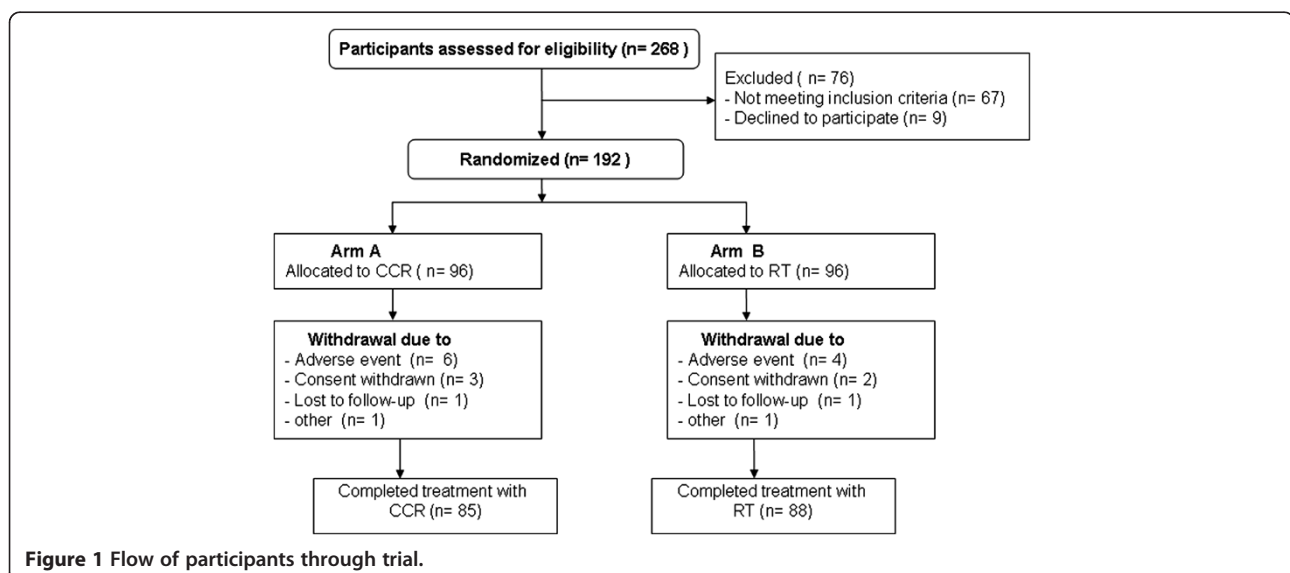 Participants assessed for eligibility (n= 268 )
Excluded ( n= 76)
- Not meeting inclusion criteria (n= 67)
- Declined to participate (n= 9)
Randomized (n= 192 )
Arm A
Allocated to CCR ( n= 96)
Arm B
Allocated to RT (n= 96)
Withdrawal due to
- Adverse event (n= 6)
- Consent withdrawn (n= 3)
- Lost to follow-up (n= 1)
- other (n= 1)
Withdrawal due to
- Adverse event (n= 4)
- Consent withdrawn (n= 2)
- Lost to follow-up (n= 1)
- other (n= 1)
Completed treatment with
CCR (n= 85)
Completed treatment with
RT (n= 88)
Figure 1 Flow of participants through trial.